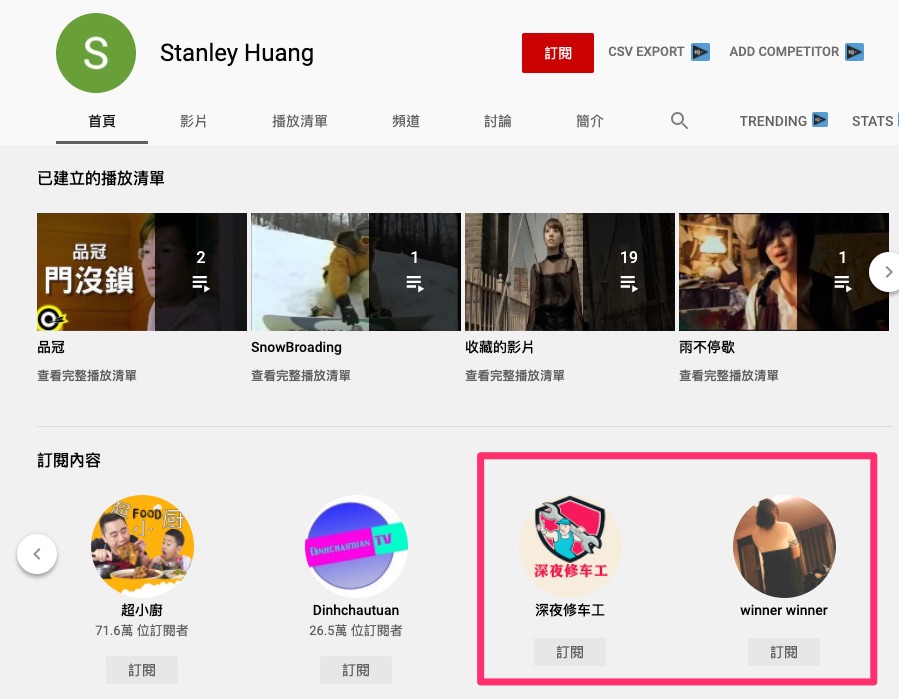 S
Stanley Huang
訂閱
CSV EXPORT
ADD COMPETITOR
首頁
影片
播放清單
頻道
討論
簡介
TRENDING
STATS
已建立的播放清單
品冠
門沒鎖
2
1
19
1
品冠
SnowBroading
收藏的影片
雨不停歇
查看完整播放清單
查看完整播放清單
查看完整播放清單
查看完整播放清單
訂閱內容
超小廚
FOOD
DINHCHAUTUAN TV
深夜修车工
超小廚
Dinhchautuan
深夜修车工
winner winner
71.6萬 位訂閱者
26.5萬 位訂閱者
訂閱
訂閱
訂閱
訂閱